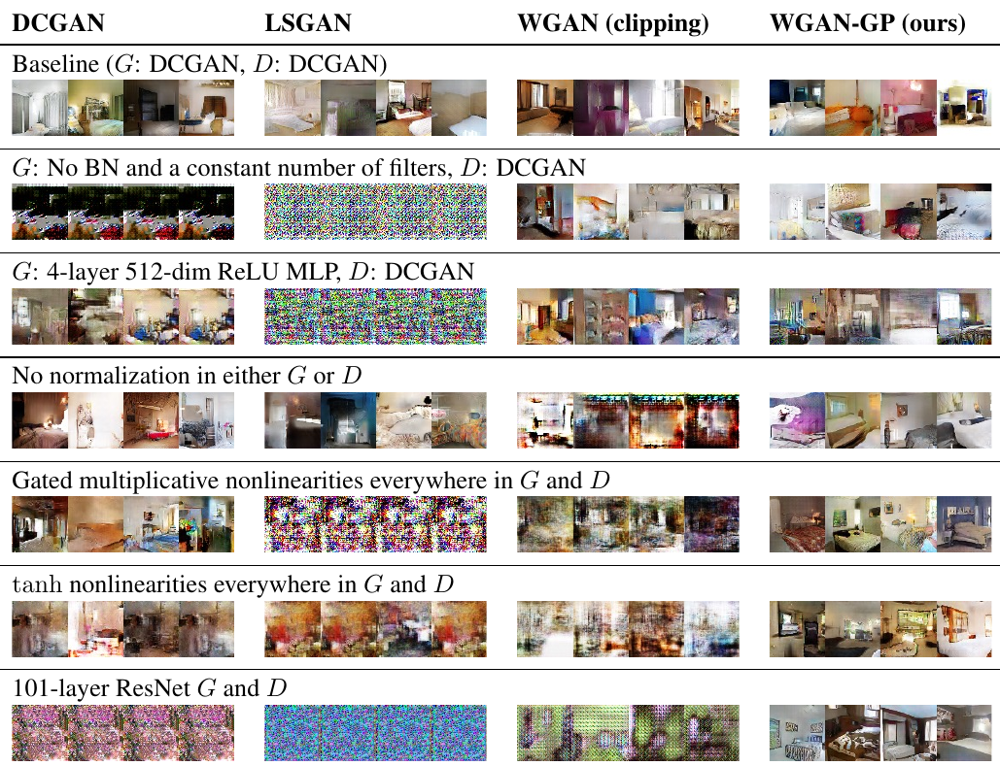 DCGAN LSGAN WGAN (clipping) WGAN-GP (ours)
Baseline (G: DCGAN, D: DCGAN)
G: No BN and a constant number of filters, D: DCGAN
G: 4-layer 512-dim ReLU MLP, D: DCGAN
No normalization in either G or D
Gated multiplicative nonlinearities everywhere in G and D
tanh nonlinearities everywhere in G and D
101-layer ResNet G and D